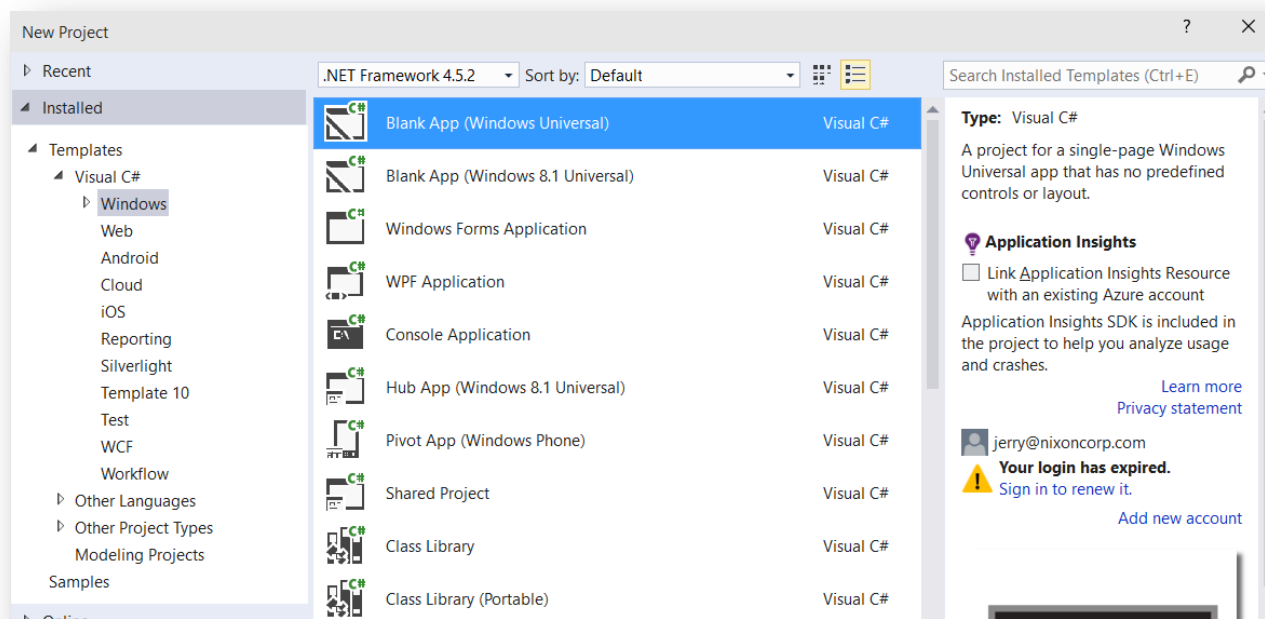 New Project
?
Recent
.NET Framework 4.5.2
Sort by:
Default
Search Installed Templates (Ctrl+E)
Installed
Templates
Visual C#
Windows
Web
Android
Cloud
iOS
Reporting
Silverlight
Template 10
Test
WCF
Workflow
Other Languages
Other Project Types
Modeling Projects
Samples
C# Blank App (Windows Universal) Visual C#
C# Blank App (Windows 8.1 Universal) Visual C#
C# Windows Forms Application Visual C#
C# WPF Application Visual C#
C# Console Application Visual C#
C# Hub App (Windows 8.1 Universal) Visual C#
C# Pivot App (Windows Phone) Visual C#
C# Shared Project Visual C#
C# Class Library Visual C#
C# Class Library (Portable) Visual C#
Type: Visual C#
A project for a single-page Windows
Universal app that has no predefined
controls or layout.
Application Insights
Link Application Insights Resource
with an existing Azure account
Application Insights SDK is included in
the project to help you analyze usage
and crashes.
Learn more
Privacy statement
jerry@nixoncorp.com
Your login has expired.
Sign in to renew it.
Add new account